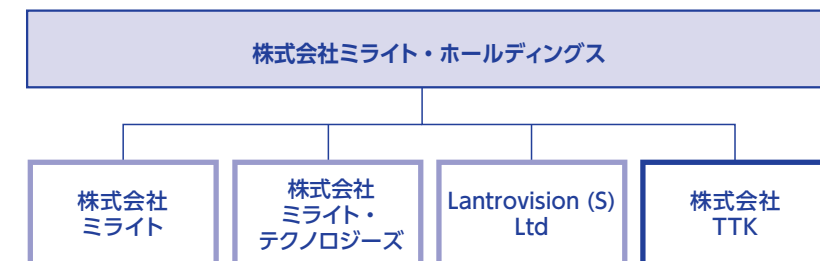 株式会社ミライト・ホールディングス
株式会社
ミライト
株式会社
ミライト・
テクノロジーズ
Lantrovision (S)
Ltd
株式会社
TTK